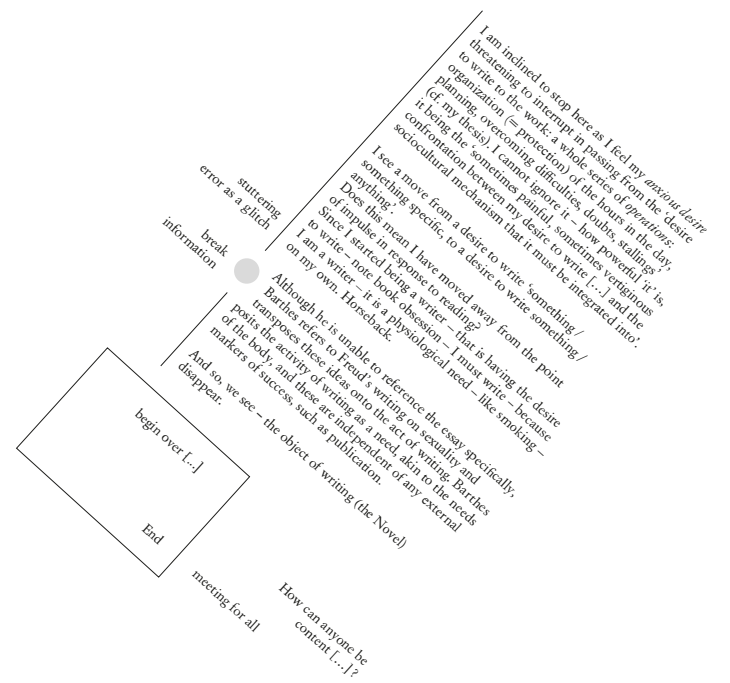 I am inclined to stop here as I feel my anxious desire
threatening to interrupt in passing from the ‘desire
to write to the work: a whole series of operations:
organization (= protection) of the hours in the day,
planning, overcoming difficulties, doubts, stallings’
(cf. my thesis). I cannot ignore it – how powerful ‘it’ is,
it being the ‘sometimes painful, sometimes vertiginous
confrontation between my desire to write […] and the
sociocultural mechanism that it must be integrated into’.
I see a move from a desire to write ‘something/
something specific, to a desire to write something/
anything’.
Does this mean I have moved away from the point
of impulse in response to reading?
Since I started being a writer – that is having the desire
to write – note book obsession – I must write – because
I am a writer – it is a physiological need – like smoking –
on my own. Horseback.
stuttering
error as a glitch
break
information
Although he is unable to reference the essay specifically,
Barthes refers to Freud’s writing on sexuality and
transposes these ideas onto the act of writing. Barthes
posits the activity of writing as a need, akin to the needs
of the body, and these are independent of any external
markers of success, such as publication.
And so, we see – the object of writing (the Novel)
disappear.
begin over […]
End
meeting for all
How can anyone be
content […]?